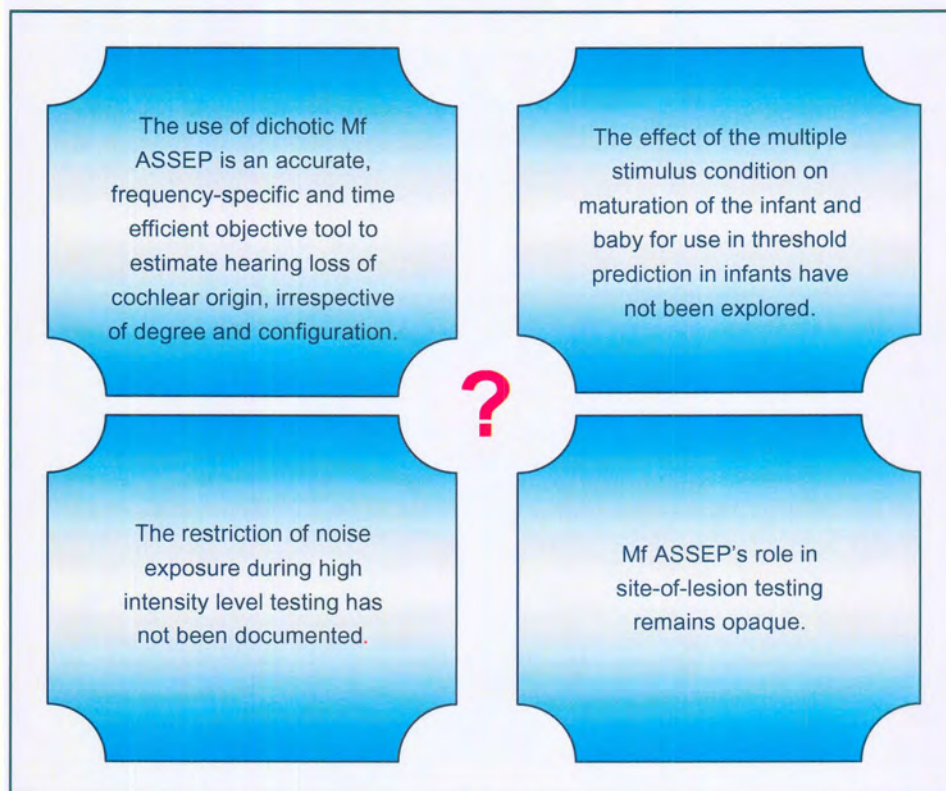 The use of dichotic Mf
ASSEP is an accurate,
frequency-specific and time
efficient objective tool to
estimate hearing loss of
cochlear origin, irrespective
of degree and configuration.
The effect of the multiple
stimulus condition on
maturation of the infant and
baby for use in threshold
prediction in infants have
not been explored.
?
The restriction of noise
exposure during high
intensity level testing has
not been documented.
Mf ASSEP's role in
site-of-lesion testing
remains opaque.